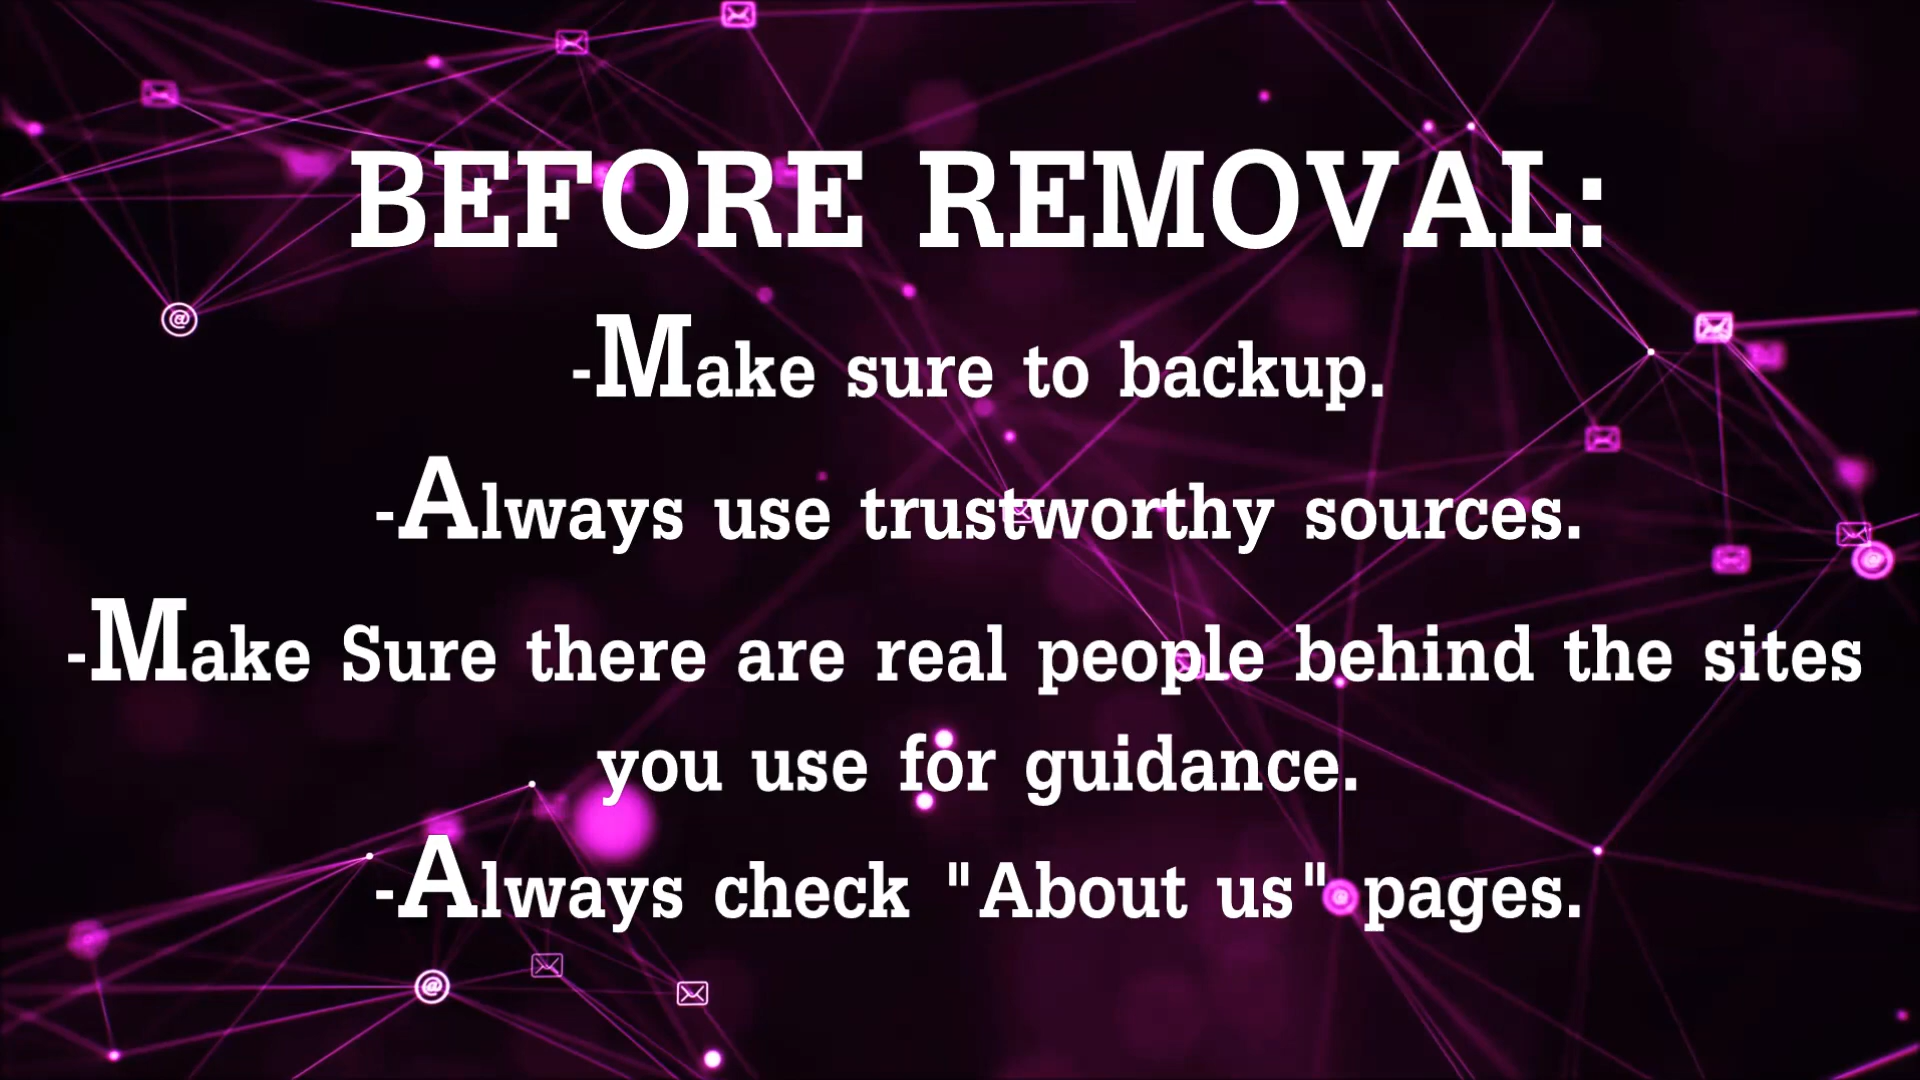 BEFORE REMOVAL:
-Make sure to backup.
-Always use trustworthy sources.
-Make Sure there are real people behind the sites
you use for guidance.
-Always check "About us" pages.